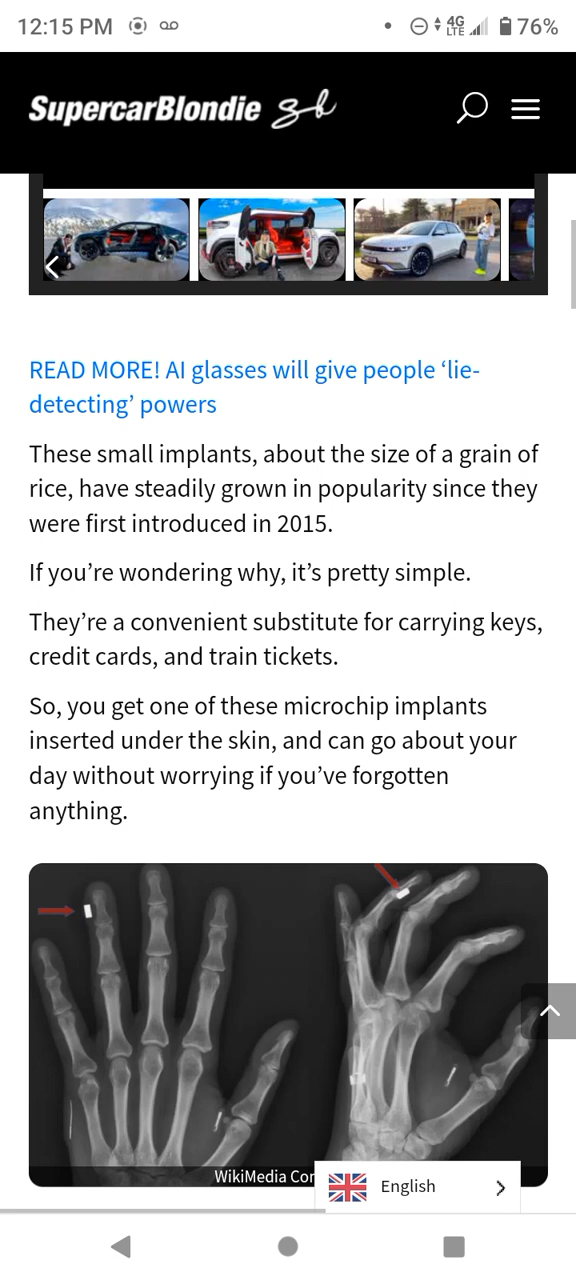 12:15 PM
4G
LTE
76%
SupercarBlondie sb
READ MORE! AI glasses will give people ‘lie-
detecting’ powers
These small implants, about the size of a grain of
rice, have steadily grown in popularity since they
were first introduced in 2015.
If you’re wondering why, it’s pretty simple.
They’re a convenient substitute for carrying keys,
credit cards, and train tickets.
So, you get one of these microchip implants
inserted under the skin, and can go about your
day without worrying if you’ve forgotten
anything.
WikiMedia Co
English